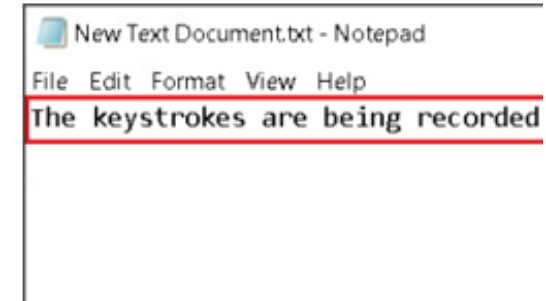 New Text Document.txt - Notepad
File Edit Format View Help
The keystrokes are being recorded